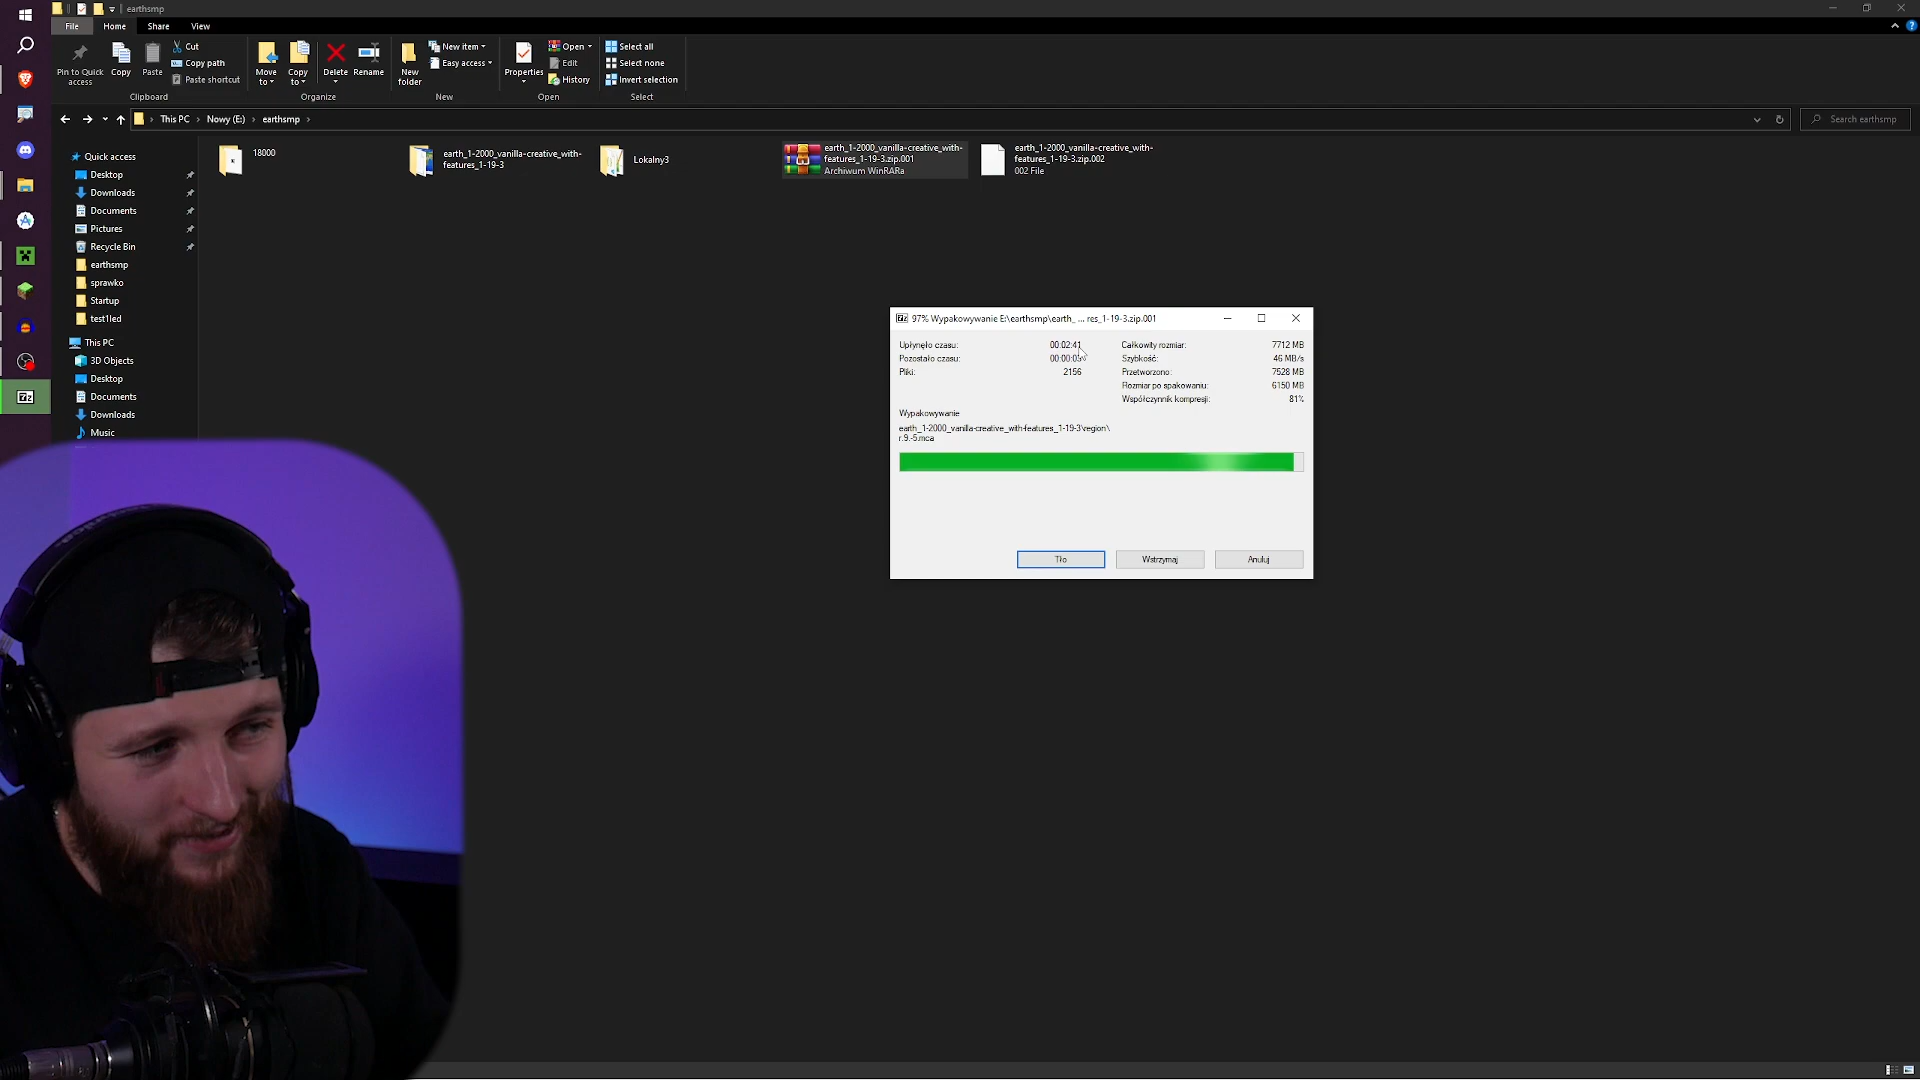 earthsmp
File Home Share View
Pin to Quick access
Copy
Paste
Cut
Copy path
Paste shortcut
Clipboard
Move to
Copy to
Delete
Rename
Organize
New folder
New item
Easy access
New
Properties
Open
Edit
History
Open
Select all
Select none
Invert selection
Select
This PC > Nowy (E:) > earthsmp >
Search earthsmp
Quick access
Desktop
Downloads
Documents
Pictures
Recycle Bin
earthsmp
sprawko
Startup
test1led
This PC
3D Objects
Desktop
Documents
Downloads
Music
18000
earth_1-2000_vanilla-creative_with-
features_1-19-3
Lokalny3
earth_1-2000_vanilla-creative_with-
features_1-19-3.zip.001
Archiwum WinRARa
earth_1-2000_vanilla-creative_with-
features_1-19-3.zip.002
002 File
97% Wypakowywanie E:\earthsmp\earth_ ... res_1-19-3.zip.001
Upłynęło czasu: 00:02:41
Pozostało czasu:
Pliki: 2156
Całkowity rozmiar: 7712 MB
Szybkość: 46 MB/s
Przetworzono: 7528 MB
Rozmiar po spakowaniu: 6150 MB
Współczynnik kompresji: 81%
Wypakowywanie
earth_1-2000_vanilla-creative_with-features_1-19-3\region\
r.9.-5.mca
Tło
Wstrzymaj
Anuluj